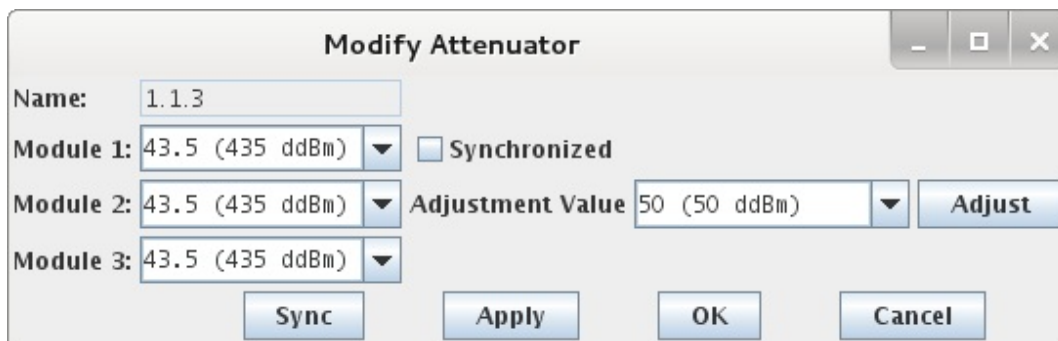 Modify Attenuator
Name: 1.1.3
Module 1: 43.5 (435 ddBm) Synchronized
Module 2: 43.5 (435 ddBm) Adjustment Value 50 (50 ddBm) Adjust
Module 3: 43.5 (435 ddBm)
Sync Apply OK Cancel